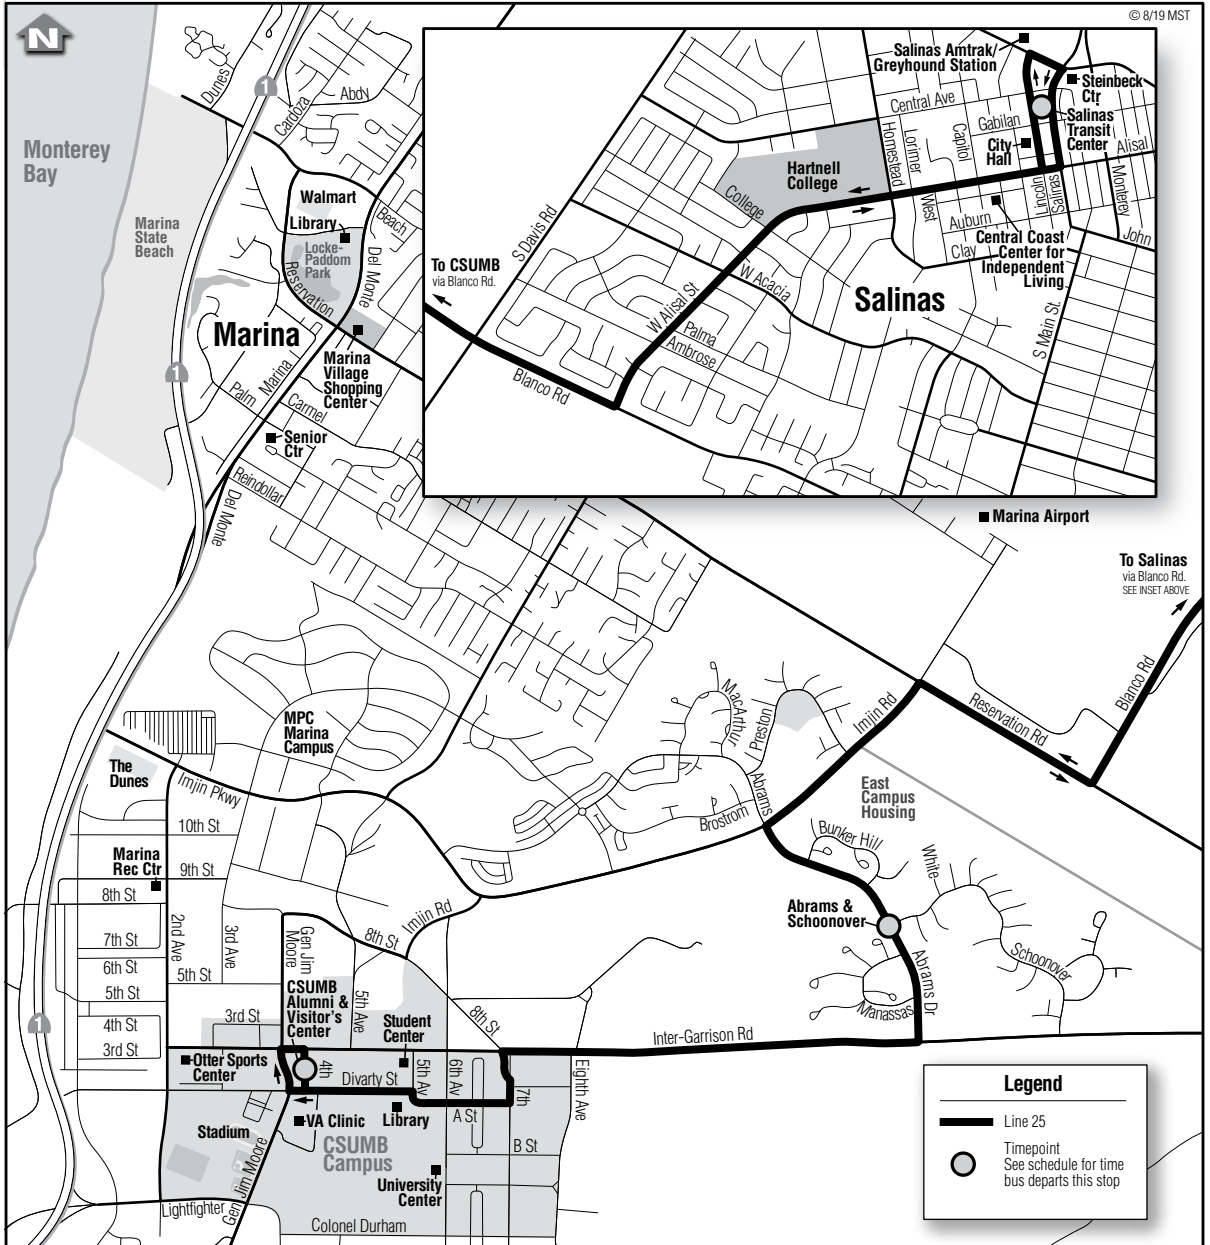 © 8/19 MST
N
Dunes
1
Cardoza
Abdy
Monterey
Bay
Marina
State
Beach
Walmart
Library
Beach
Locke-
Paddom
Park
Del Monte
Reservation
Marina
Marina
Village
Shopping
Center
Palm
Marina
Carmel
Senior
Ctr
Reindollar
Del Monte
1
Salinas Amtrak/
Greyhound Station
Steinbeck
Ctr
Salinas
Transit
Center
Central Ave
Gabilan
City
Hall
Alisal
Homestead
Lorimer
Capitol
Hartnell
College
College
West
Lincoln
Salinas
Monterey
Auburn
Clay
John
Central Coast
Center for
Independent
Living
S Davis Rd
To CSUMB
via Blanco Rd.
W Acacia
W Alisal St
Palma
Ambrose
Salinas
S Main St.
Blanco Rd
Marina Airport
To Salinas
via Blanco Rd.
SEE INSET ABOVE
Blanco Rd
Reservation Rd
Imjin Rd
MacArthur
Preston
Abrams
Brostrom
MPC
Marina
Campus
The
Dunes
Imjin Pkwy
East
Campus
Housing
Bunker Hill
White
Abrams &
Schoonover
Schoonover
Abrams Dr
Manassas
10th St
Marina
Rec Ctr
9th St
8th St
2nd Ave
3rd Ave
7th St
6th St
5th St
5th St
4th St
3rd St
1
3rd St
Gen Jim
Moore
8th St
Imjin Rd
CSUMB
Alumni &
Visitor's
Center
5th Ave
Student
Center
8th St
Inter-Garrison Rd
Otter Sports
Center
4th
Divarty St
5th Av
6th Av
7th
Eighth Ave
VA Clinic
Library
A St
B St
Stadium
CSUMB
Campus
University
Center
Gen Jim Moore
Lightfighter
Colonel Durham
Legend
Line 25
Timepoint
See schedule for time
bus departs this stop